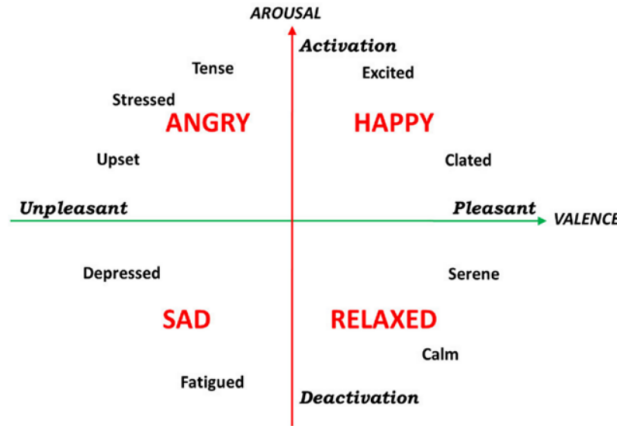 AROUSAL
Activation
Tense
Excited
Stressed
ANGRY
HAPPY
Upset
Clated
Unpleasant
Pleasant
VALENCE
Depressed
Serene
SAD
RELAXED
Calm
Fatigued
Deactivation